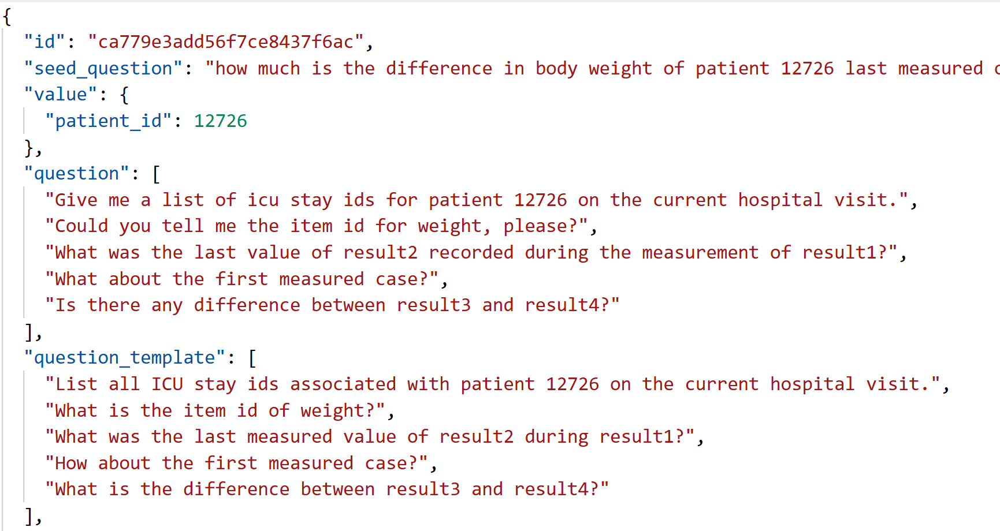 {
"id": "ca779e3add56f7ce8437f6ac",
"seed_question": "how much is the difference in body weight of patient 12726 last measured
"value": {
"patient_id": 12726
},
"question": [
"Give me a list of icu stay ids for patient 12726 on the current hospital visit.",
"Could you tell me the item id for weight, please?",
"What was the last value of result2 recorded during the measurement of result1?",
"What about the first measured case?",
"Is there any difference between result3 and result4?"
],
"question_template": [
"List all ICU stay ids associated with patient 12726 on the current hospital visit.",
"What is the item id of weight?",
"What was the last measured value of result2 during result1?",
"How about the first measured case?",
"What is the difference between result3 and result4?"
],